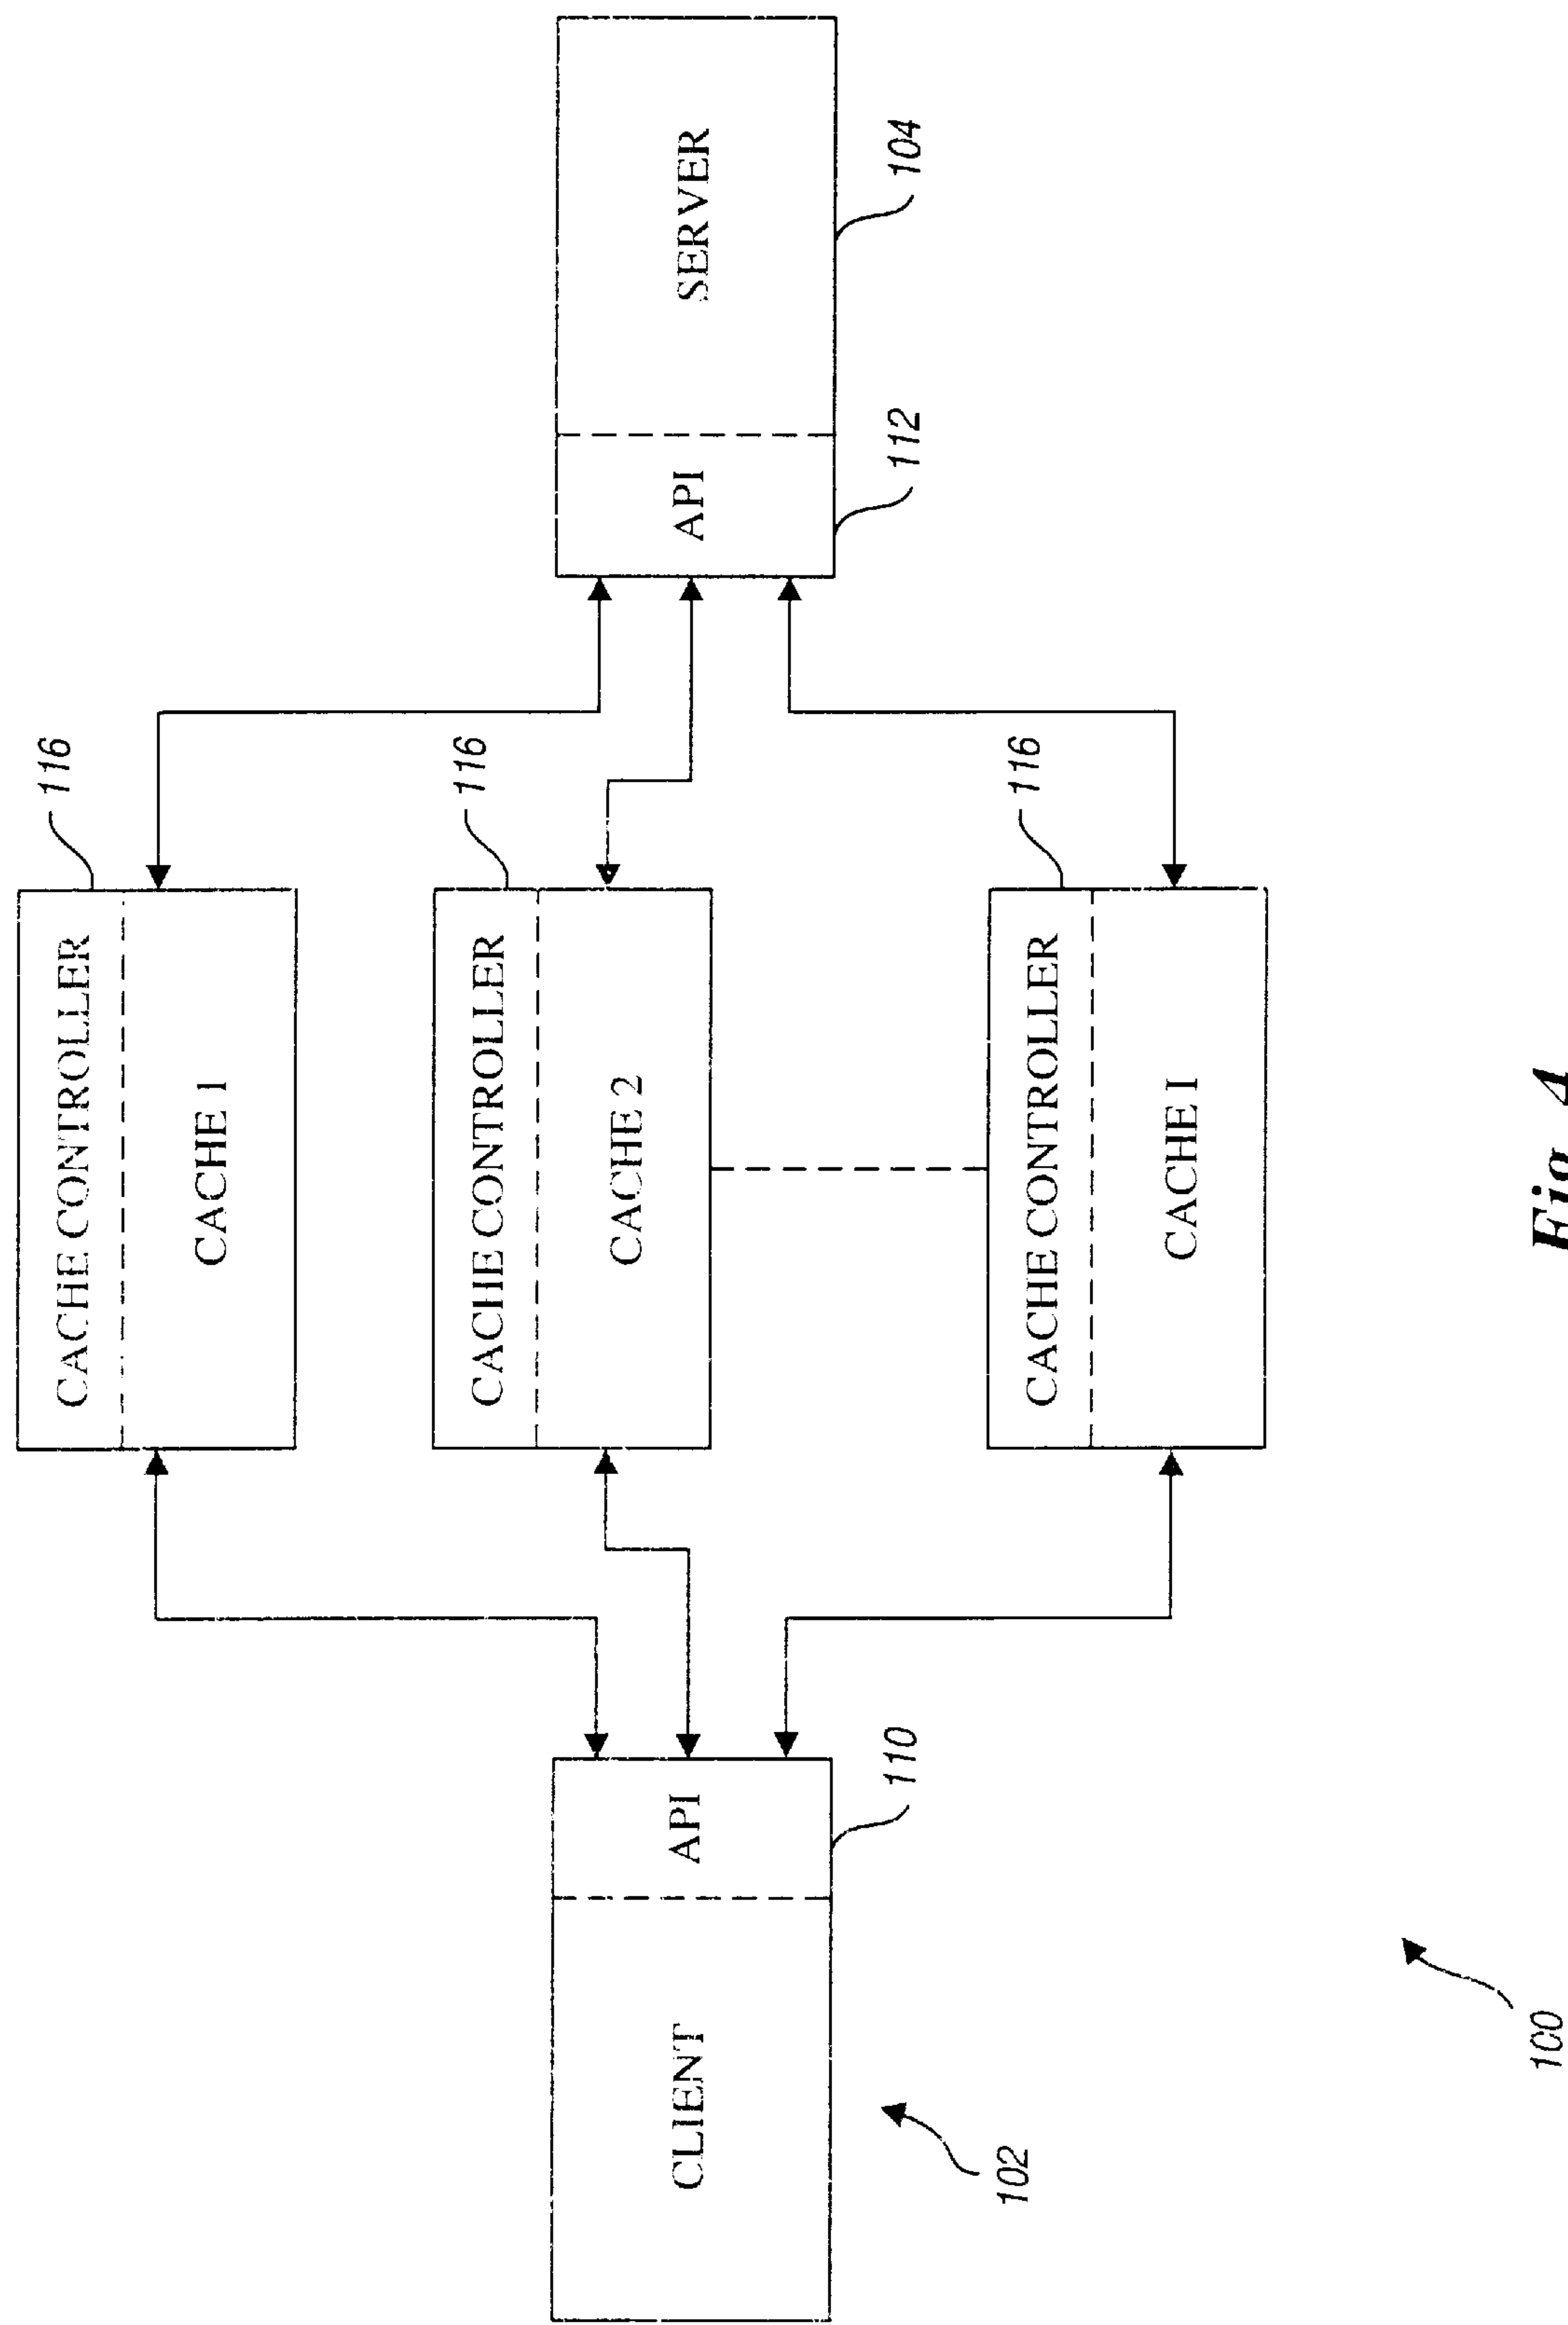 116
CACHE CONTROLLER
CACHE 1
116
CACHE CONTROLLER
CACHE 2
CLIENT
API
110
102
API
SERVER
112
104
116
CACHE CONTROLLER
CACHE I
100
Fig. 4